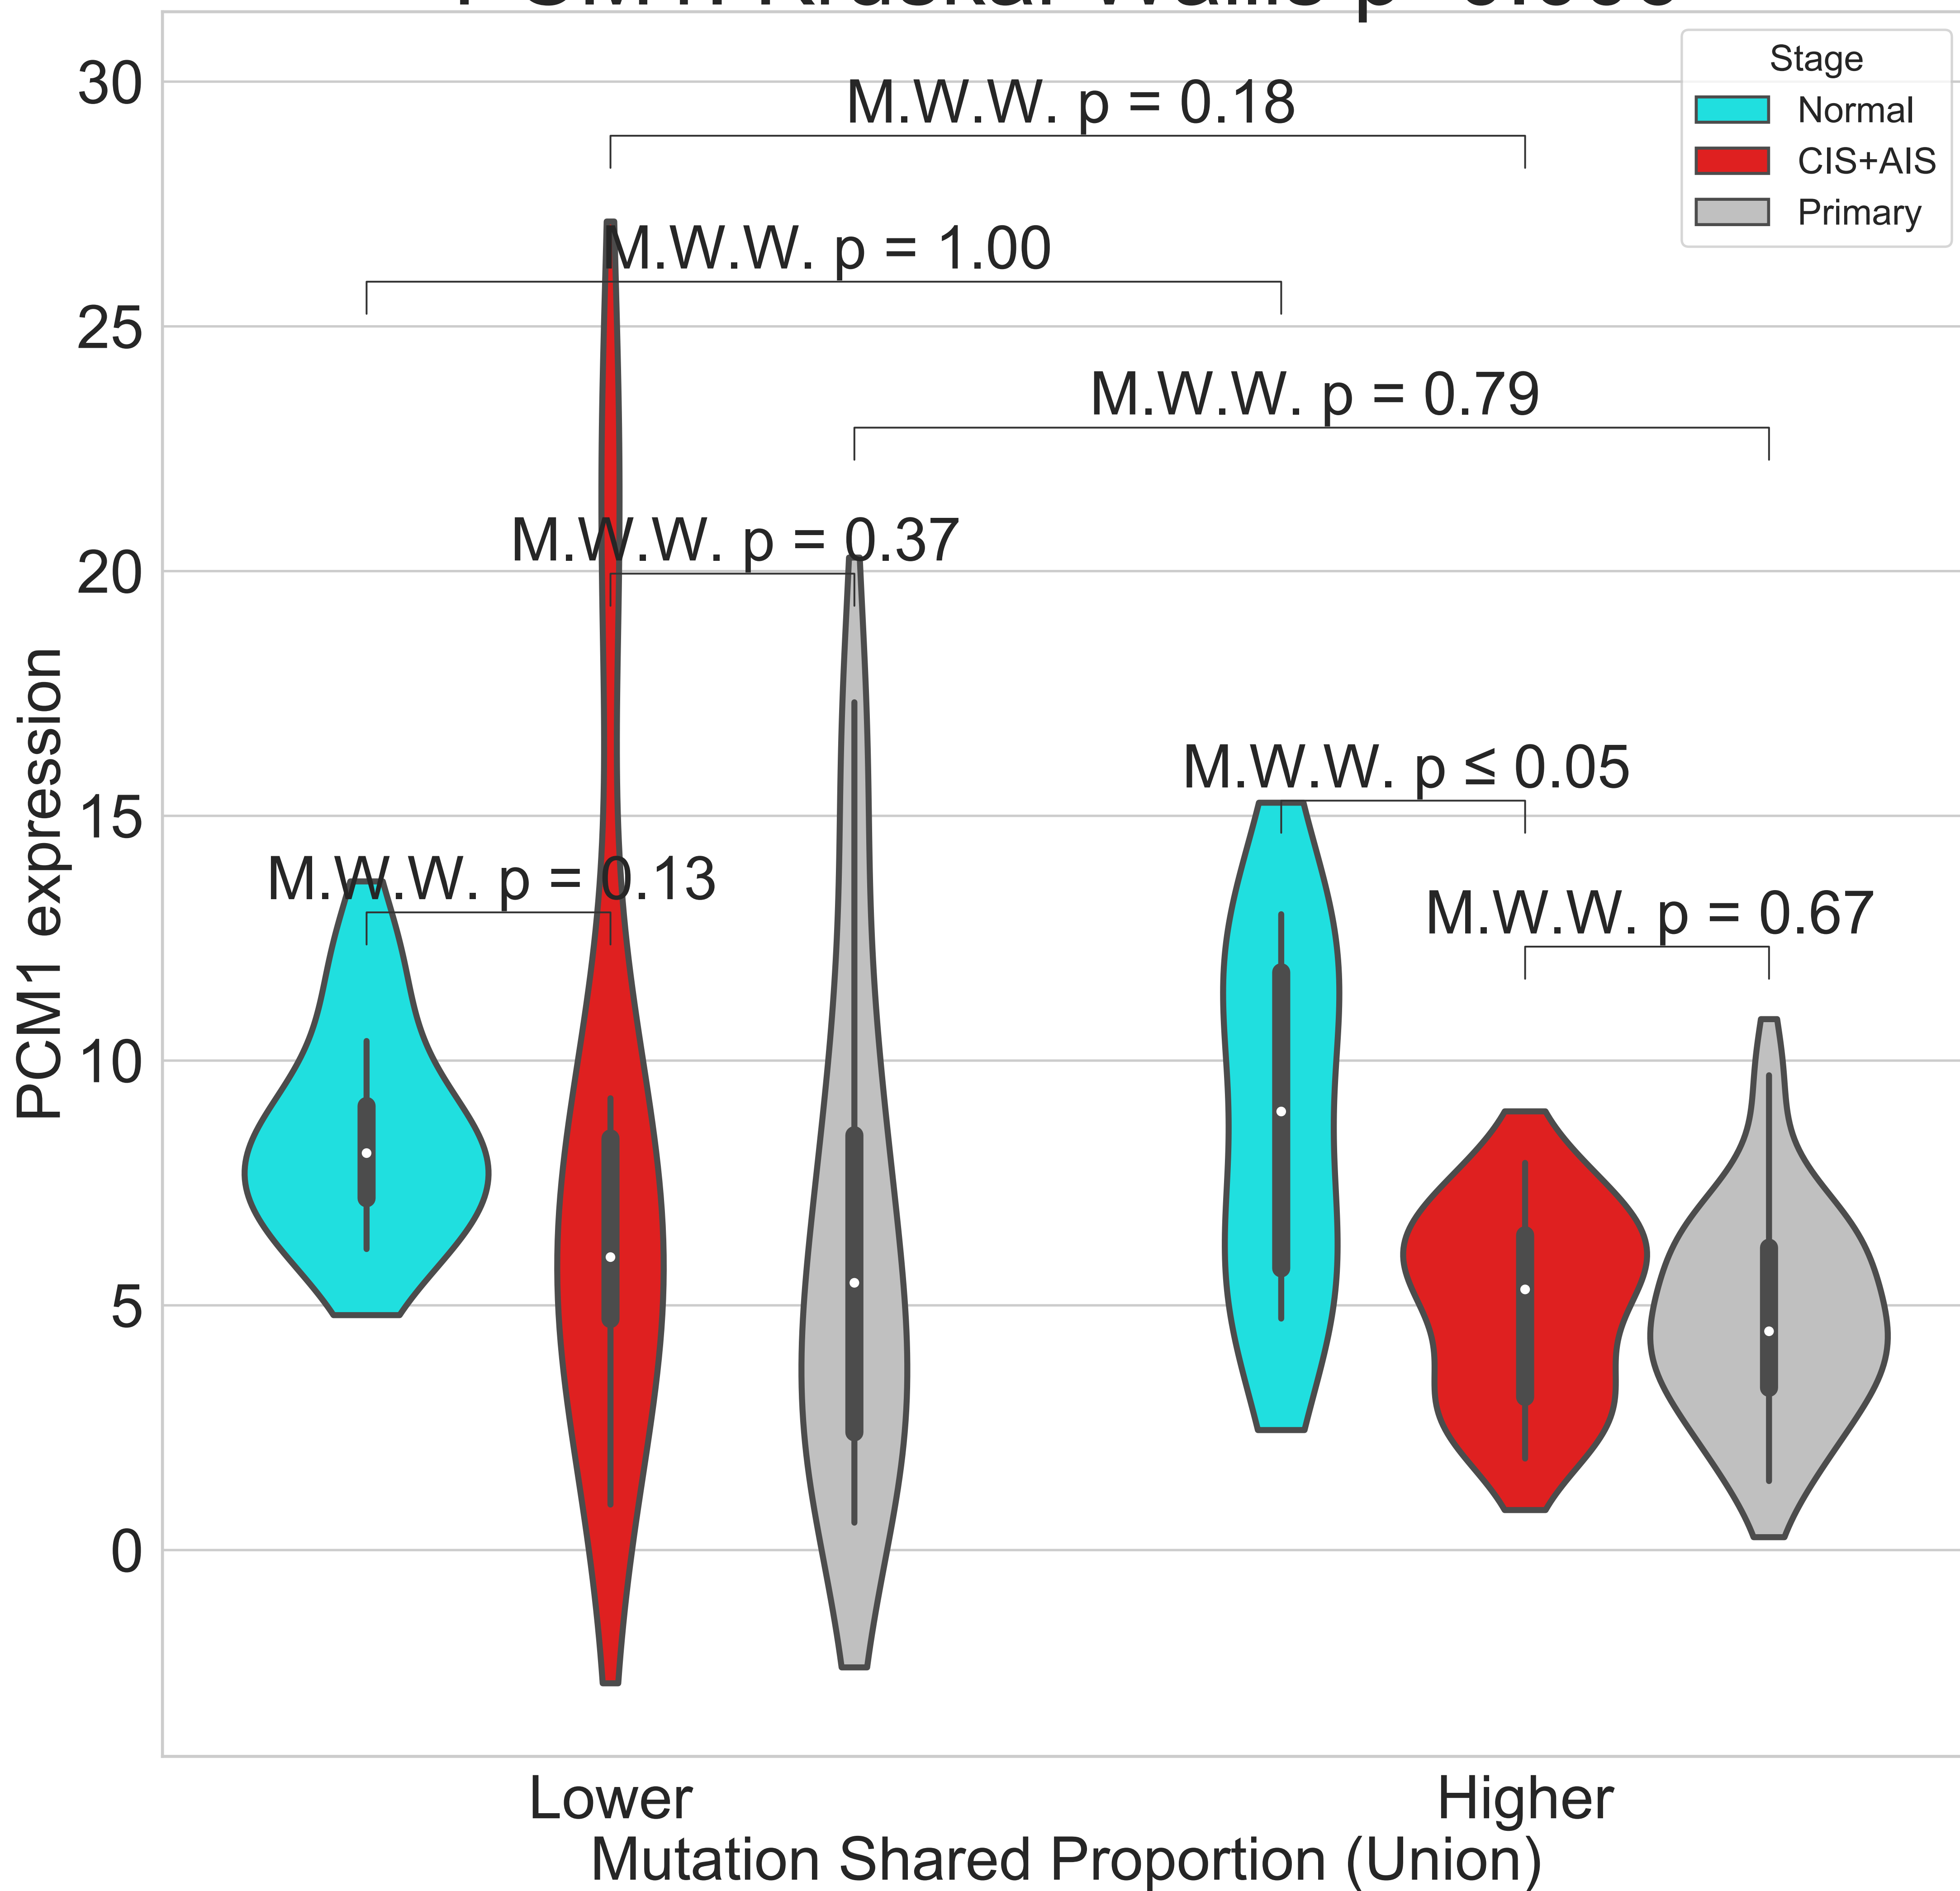 30
25
20
15
10
5
0
PCM1 expression
Stage
Normal
CIS+AIS
Primary
M.W.W. p = 0.18
M.W.W. p = 1.00
M.W.W. p = 0.79
M.W.W. p = 0.37
M.W.W. p ≤ 0.05
M.W.W. p = 0.13
M.W.W. p = 0.67
Lower
Higher
Mutation Shared Proportion (Union)